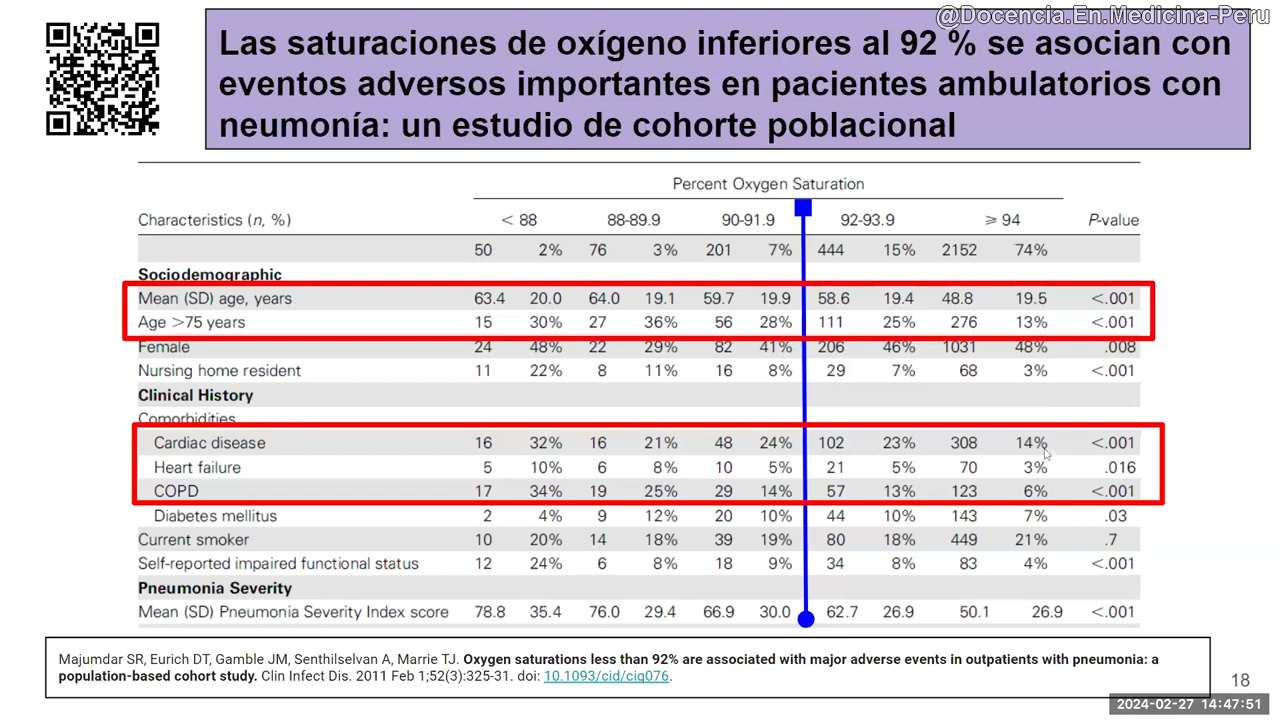 @Docencia.En.Medicina-Peru
Las saturaciones de oxígeno inferiores al 92 % se asocian con
eventos adversos importantes en pacientes ambulatorios con
neumonía: un estudio de cohorte poblacional
Percent Oxygen Saturation
Characteristics (n, %) < 88 88-89.9 90-91.9 92-93.9 ⩾ 94 P-value
50 2% 76 3% 201 7% 444 15% 2152 74%
Sociodemographic
Mean (SD) age, years 63.4 20.0 64.0 19.1 59.7 19.9 58.6 19.4 48.8 19.5 <.001
Age >75 years 15 30% 27 36% 56 28% 111 25% 276 13% <.001
Female 24 48% 22 29% 82 41% 206 46% 1031 48% .008
Nursing home resident 11 22% 8 11% 16 8% 29 7% 68 3% <.001
Clinical History
Comorbidities
Cardiac disease 16 32% 16 21% 48 24% 102 23% 308 14% <.001
Heart failure 5 10% 6 8% 10 5% 21 5% 70 3% .016
COPD 17 34% 19 25% 29 14% 57 13% 123 6% <.001
Diabetes mellitus 2 4% 9 12% 20 10% 44 10% 143 7% .03
Current smoker 10 20% 14 18% 39 19% 80 18% 449 21% .7
Self-reported impaired functional status 12 24% 6 8% 18 9% 34 8% 83 4% <.001
Pneumonia Severity
Mean (SD) Pneumonia Severity Index score 78.8 35.4 76.0 29.4 66.9 30.0 62.7 26.9 50.1 26.9 <.001
Majumdar SR, Eurich DT, Gamble JM, Senthilselvan A, Marrie TJ. Oxygen saturations less than 92% are associated with major adverse events in outpatients with pneumonia: a
population-based cohort study. Clin Infect Dis. 2011 Feb 1;52(3):325-31. doi: 10.1093/cid/ciq076.
18
2024-02-27 14:47:51